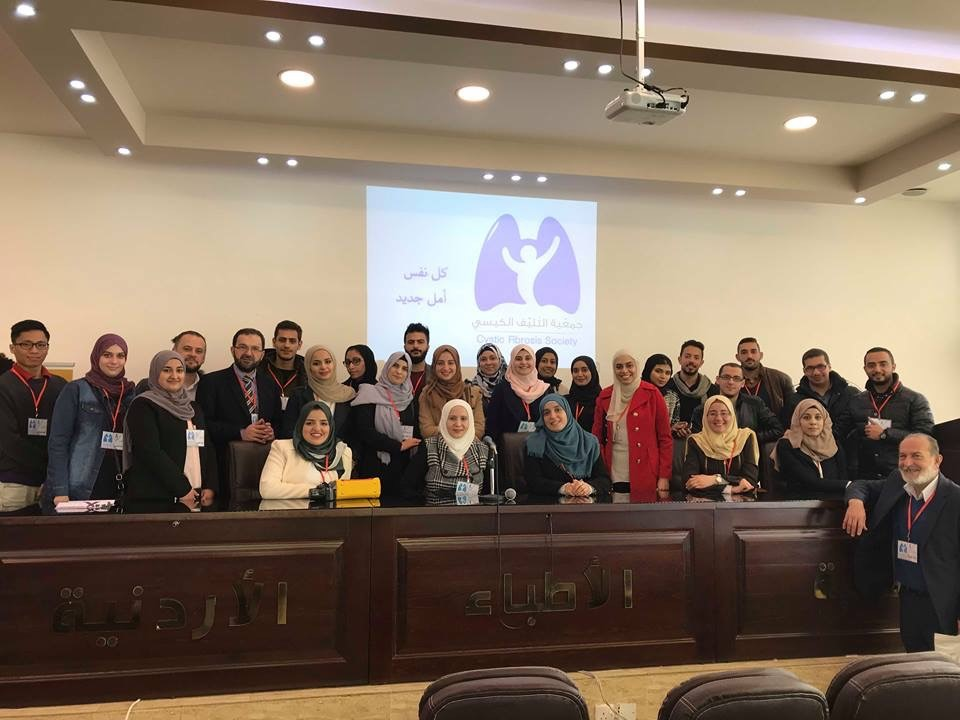 كل نفس
أمل جديد
جمعية التليّف الكيسي
Cystic Fibrosis Society
الأطباء الأردنية